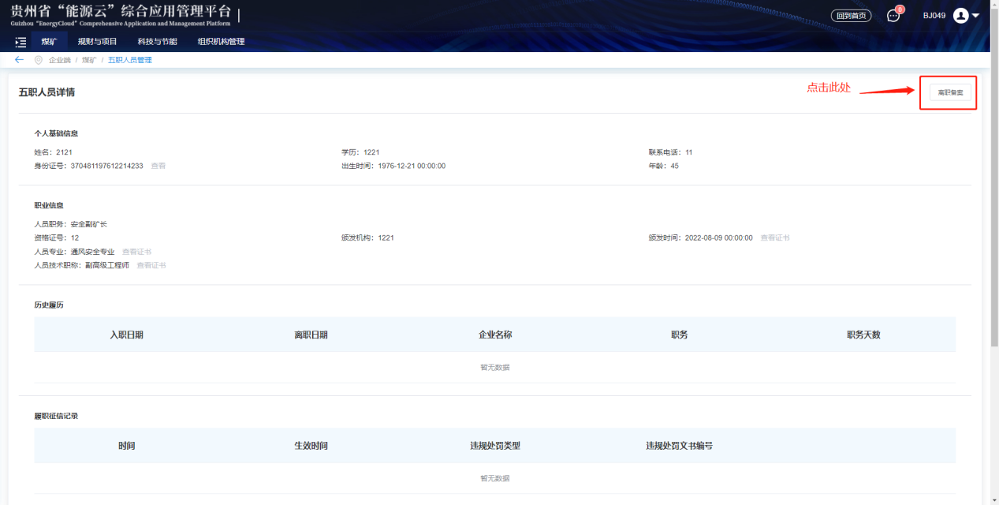 贵州省“能源云”综合应用管理平台
Guizhou "EnergyCloud" Comprehensive Application and Management Platform
回到首页
0
BJ049
煤矿 规财与项目 科技与节能 组织机构管理
企业端 / 煤矿 / 五职人员管理
五职人员详情
点击此处
离职备案
个人基础信息
姓名：2121 学历：1221 联系电话：11
身份证号：370481197612214233 查看 出生时间：1976-12-21 00:00:00 年龄：45
职业信息
人员职务：安全副矿长
资格证号：12 颁发机构：1221 颁发时间：2022-08-09 00:00:00 查看证书
人员专业：通风安全专业 查看证书
人员技术职称：副高级工程师 查看证书
历史履历
入职日期 离职日期 企业名称 职务 职务天数
暂无数据
履职征信记录
时间 生效时间 违规处罚类型 违规处罚文书编号
暂无数据